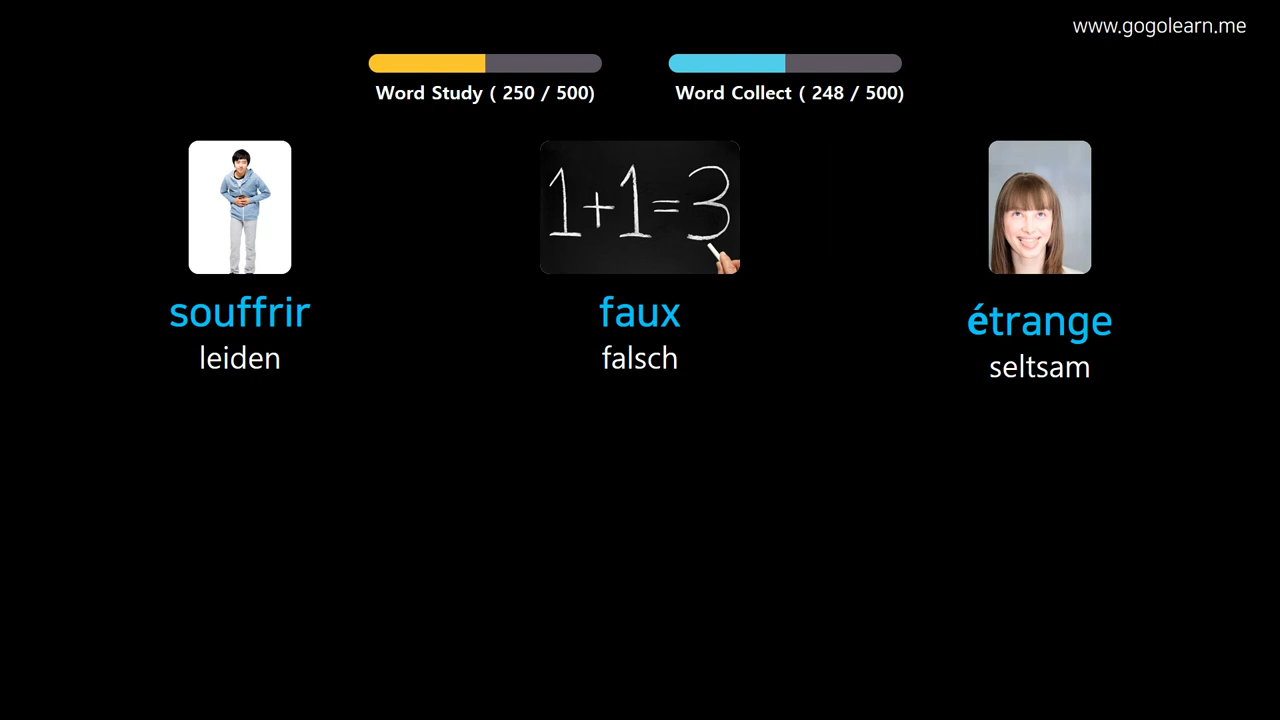 www.gogolearn.me
Word Study ( 250 / 500)
Word Collect ( 248 / 500)
1+1=3
souffrir
faux
étrange
leiden
falsch
seltsam